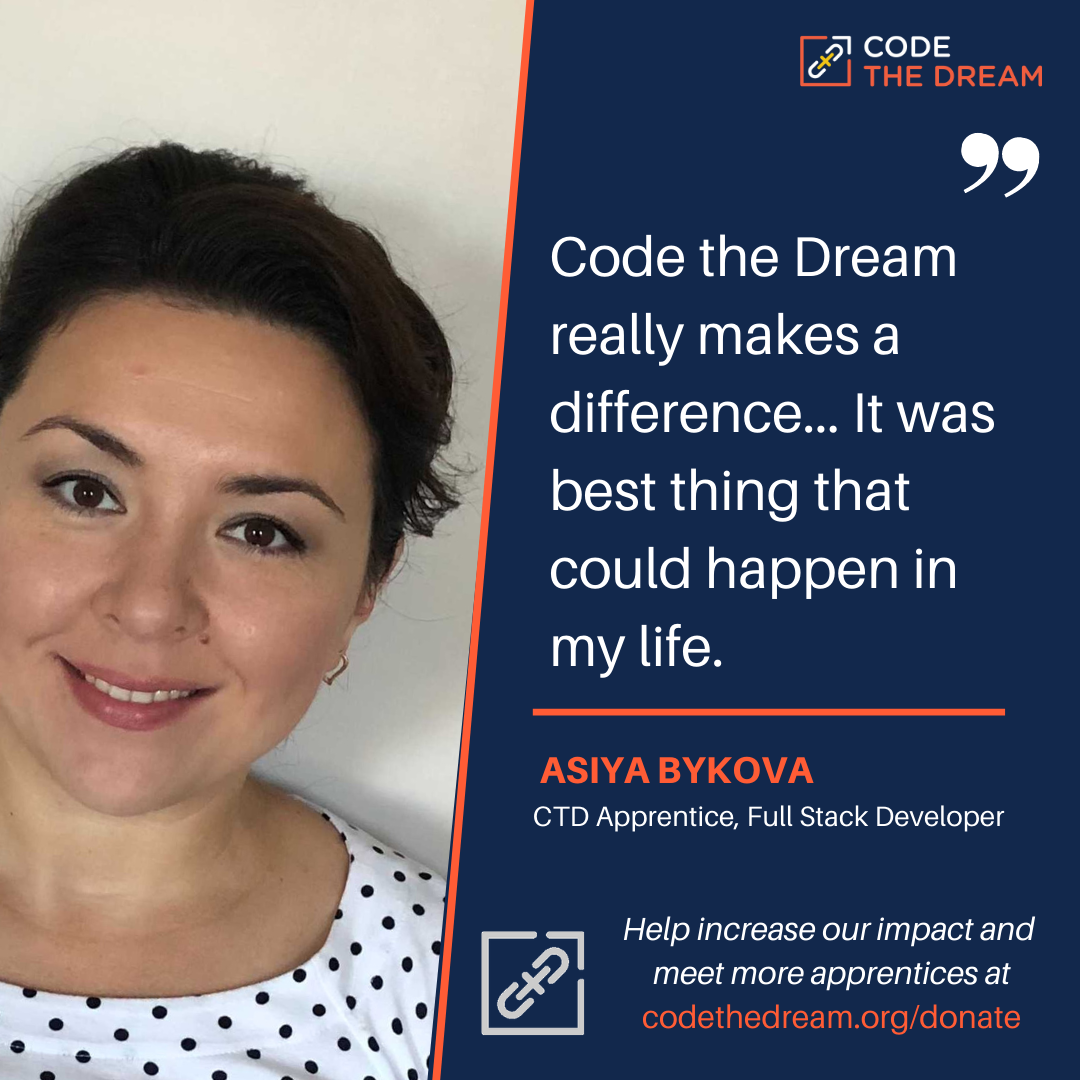 CODE
THE DREAM
”
Code the Dream
really makes a
difference... It was
best thing that
could happen in
my life.
ASIYA BYKOVA
CTD Apprentice, Full Stack Developer
Help increase our impact and
meet more apprentices at
codethedream.org/donate